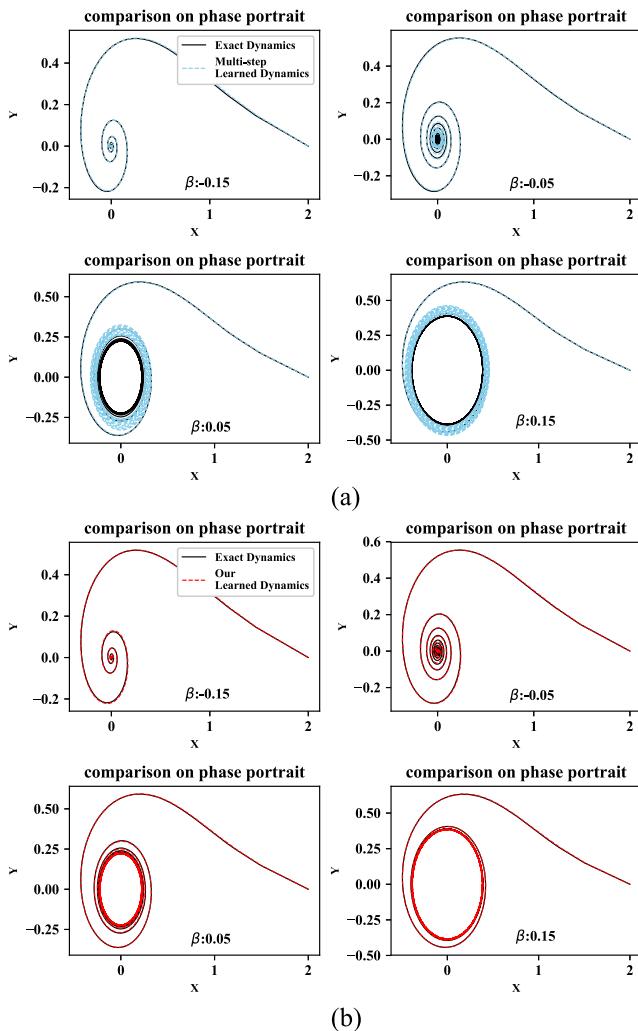 comparison on phase portrait
comparison on phase portrait
Exact Dynamics
Multi-step
Learned Dynamics
0.4
0.2
0.0
−0.2
Y
β:-0.15
0
1
2
X
0.4
0.2
0.0
−0.2
Y
β:-0.05
0
1
2
X
comparison on phase portrait
comparison on phase portrait
0.50
0.25
0.00
−0.25
Y
β:0.05
0
1
2
X
0.50
0.25
0.00
−0.25
−0.50
Y
β:0.15
0
1
2
X
(a)
comparison on phase portrait
comparison on phase portrait
Exact Dynamics
Our
Learned Dynamics
0.4
0.2
0.0
−0.2
Y
β:-0.15
0
1
2
X
0.6
0.4
0.2
0.0
−0.2
Y
β:-0.05
0
1
2
X
comparison on phase portrait
comparison on phase portrait
0.50
0.25
0.00
−0.25
Y
β:0.05
0
1
2
X
0.50
0.25
0.00
−0.25
−0.50
Y
β:0.15
0
1
2
X
(b)